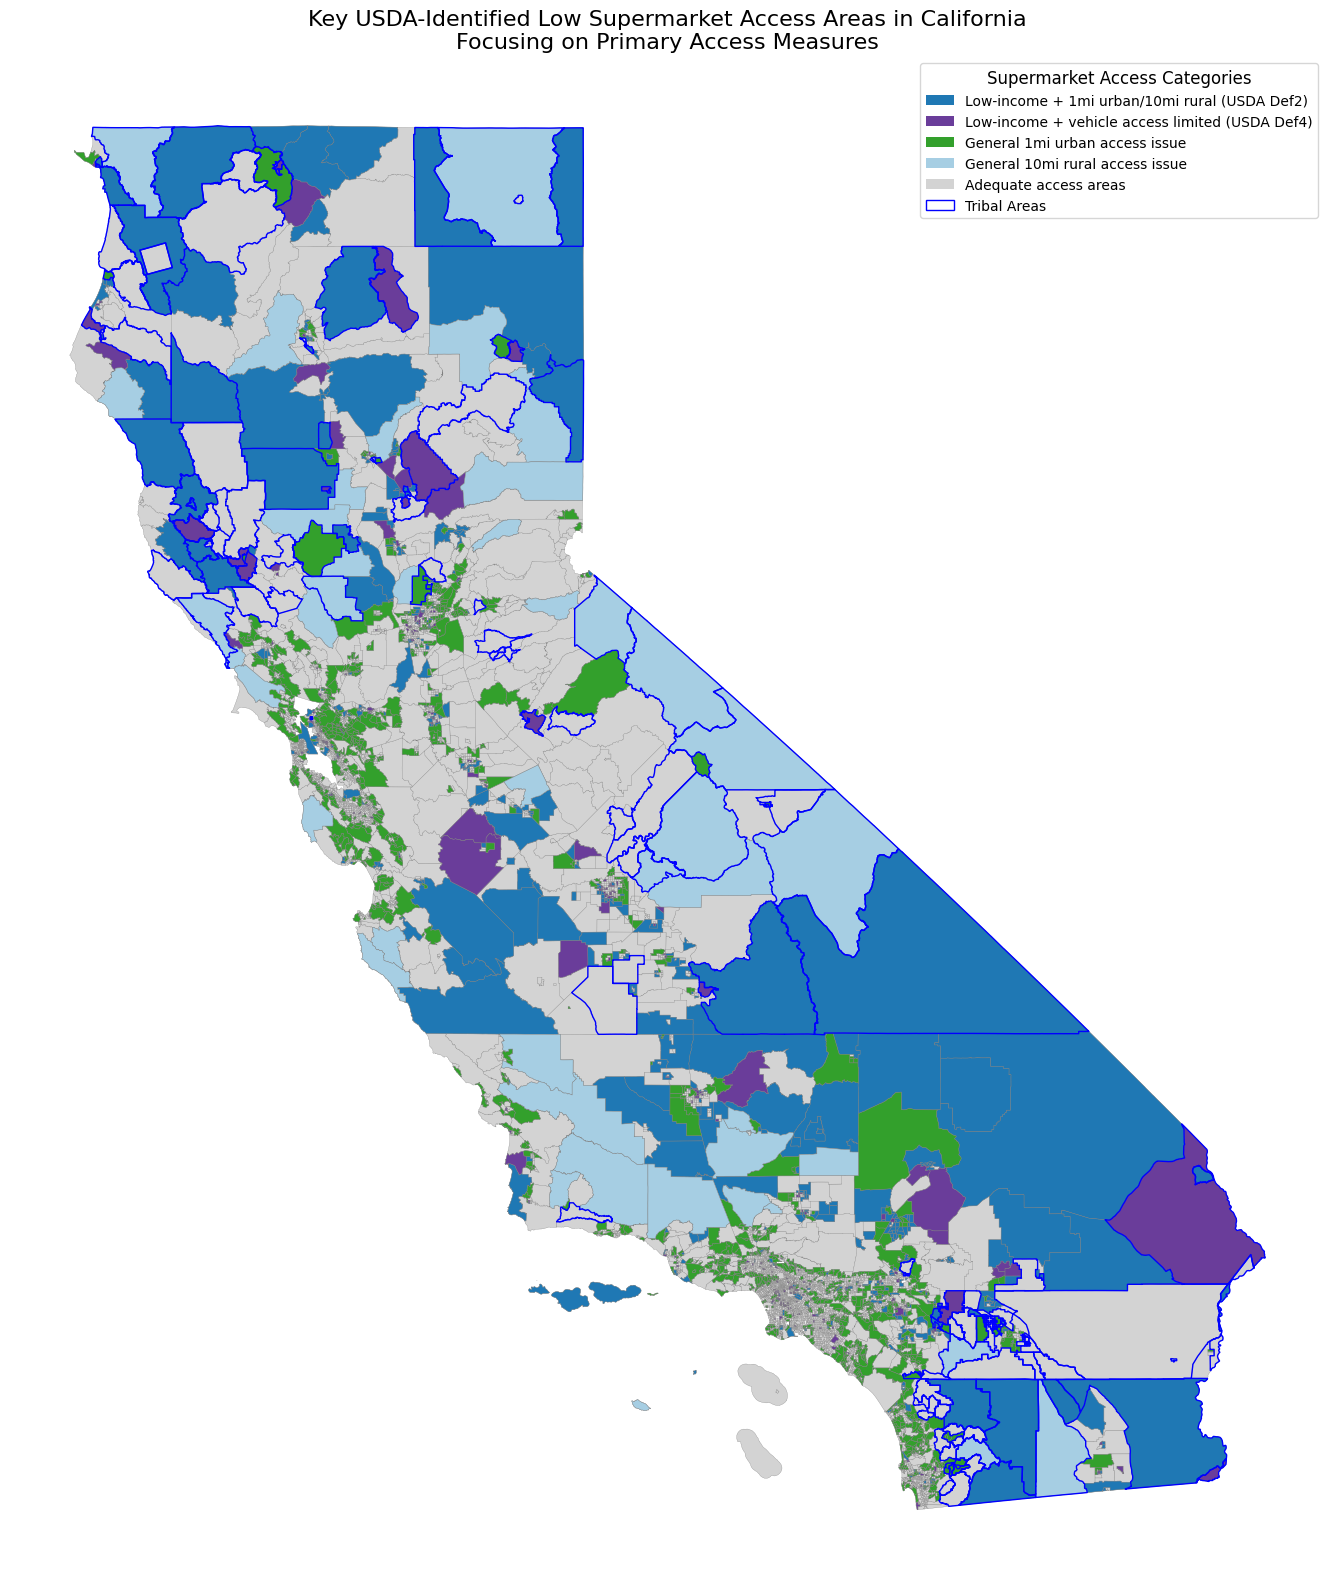 Key USDA-Identified Low Supermarket Access Areas in California
Focusing on Primary Access Measures
Supermarket Access Categories
Low-income + 1mi urban/10mi rural (USDA Def2)
Low-income + vehicle access limited (USDA Def4)
General 1mi urban access issue
General 10mi rural access issue
Adequate access areas
Tribal Areas